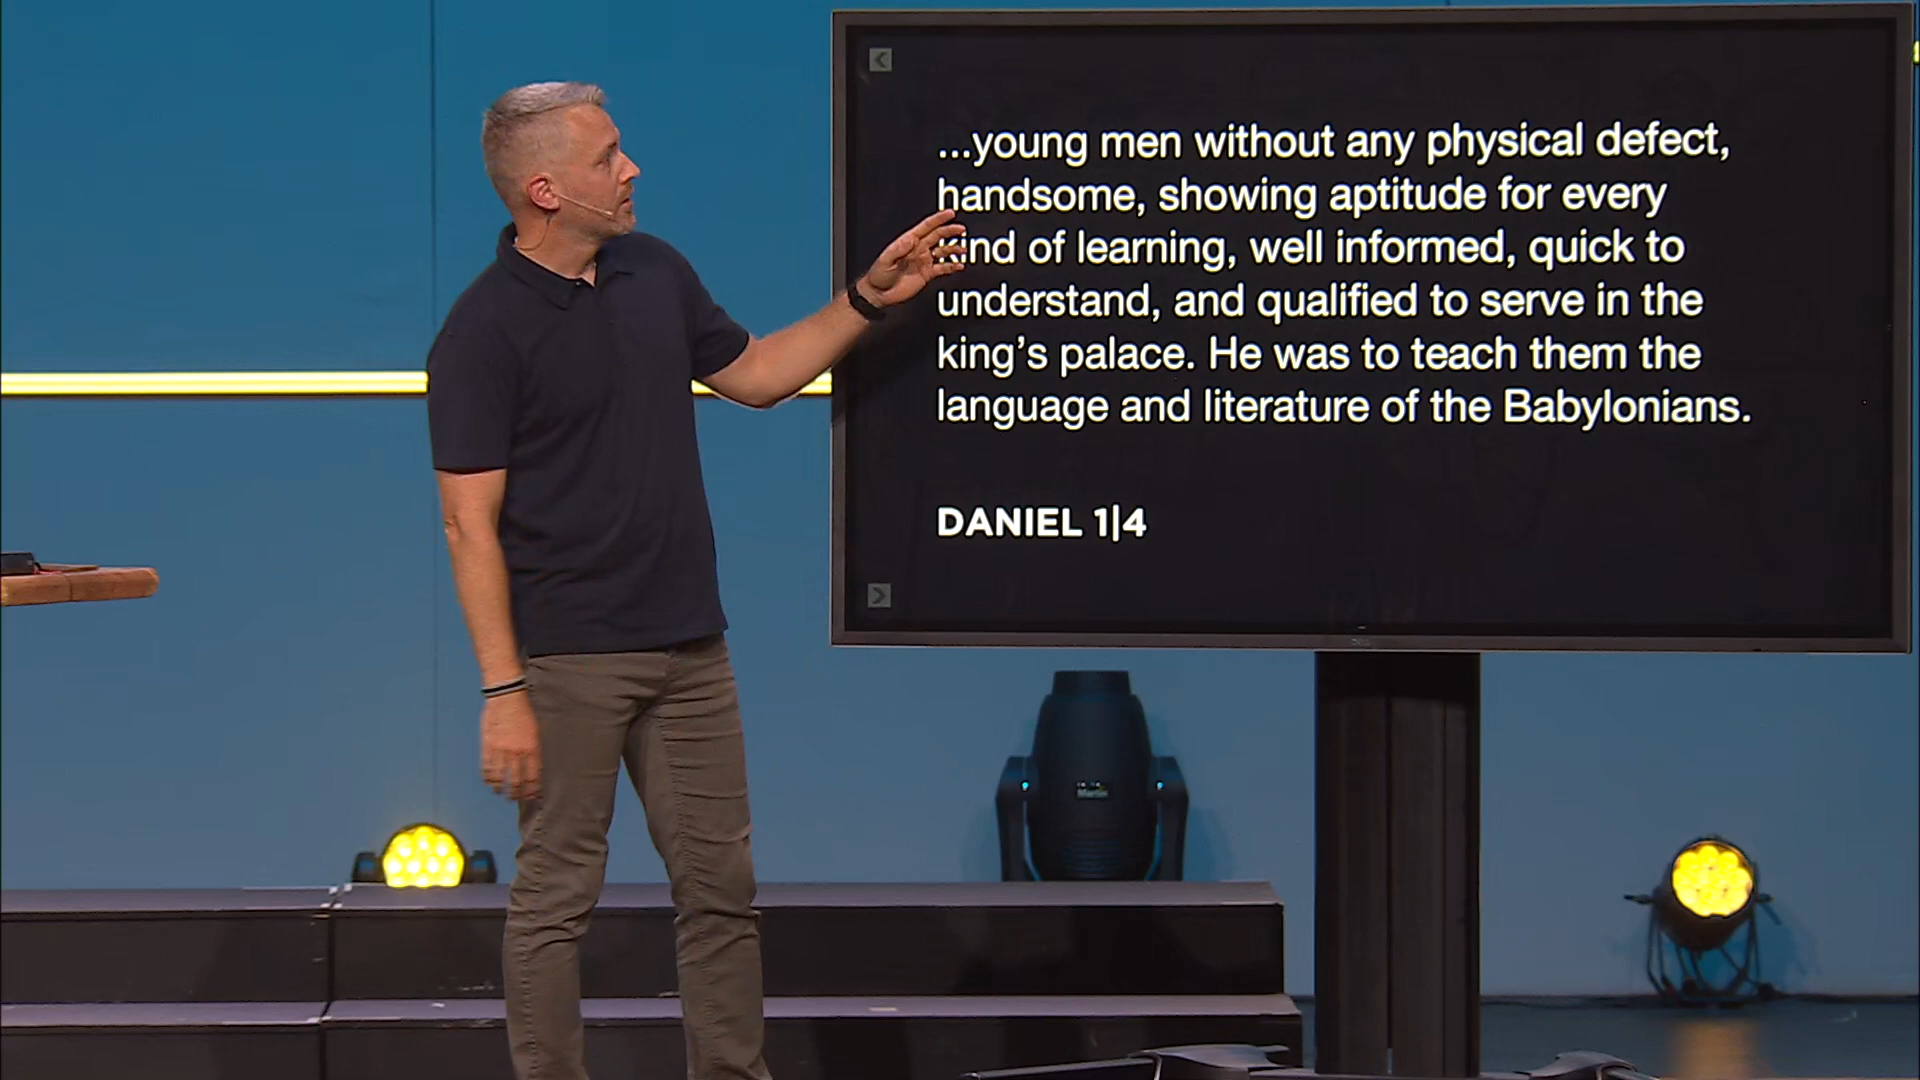 ...young men without any physical defect,
handsome, showing aptitude for every
kind of learning, well informed, quick to
understand, and qualified to serve in the
king's palace. He was to teach them the
language and literature of the Babylonians.
DANIEL 1|4
Martin